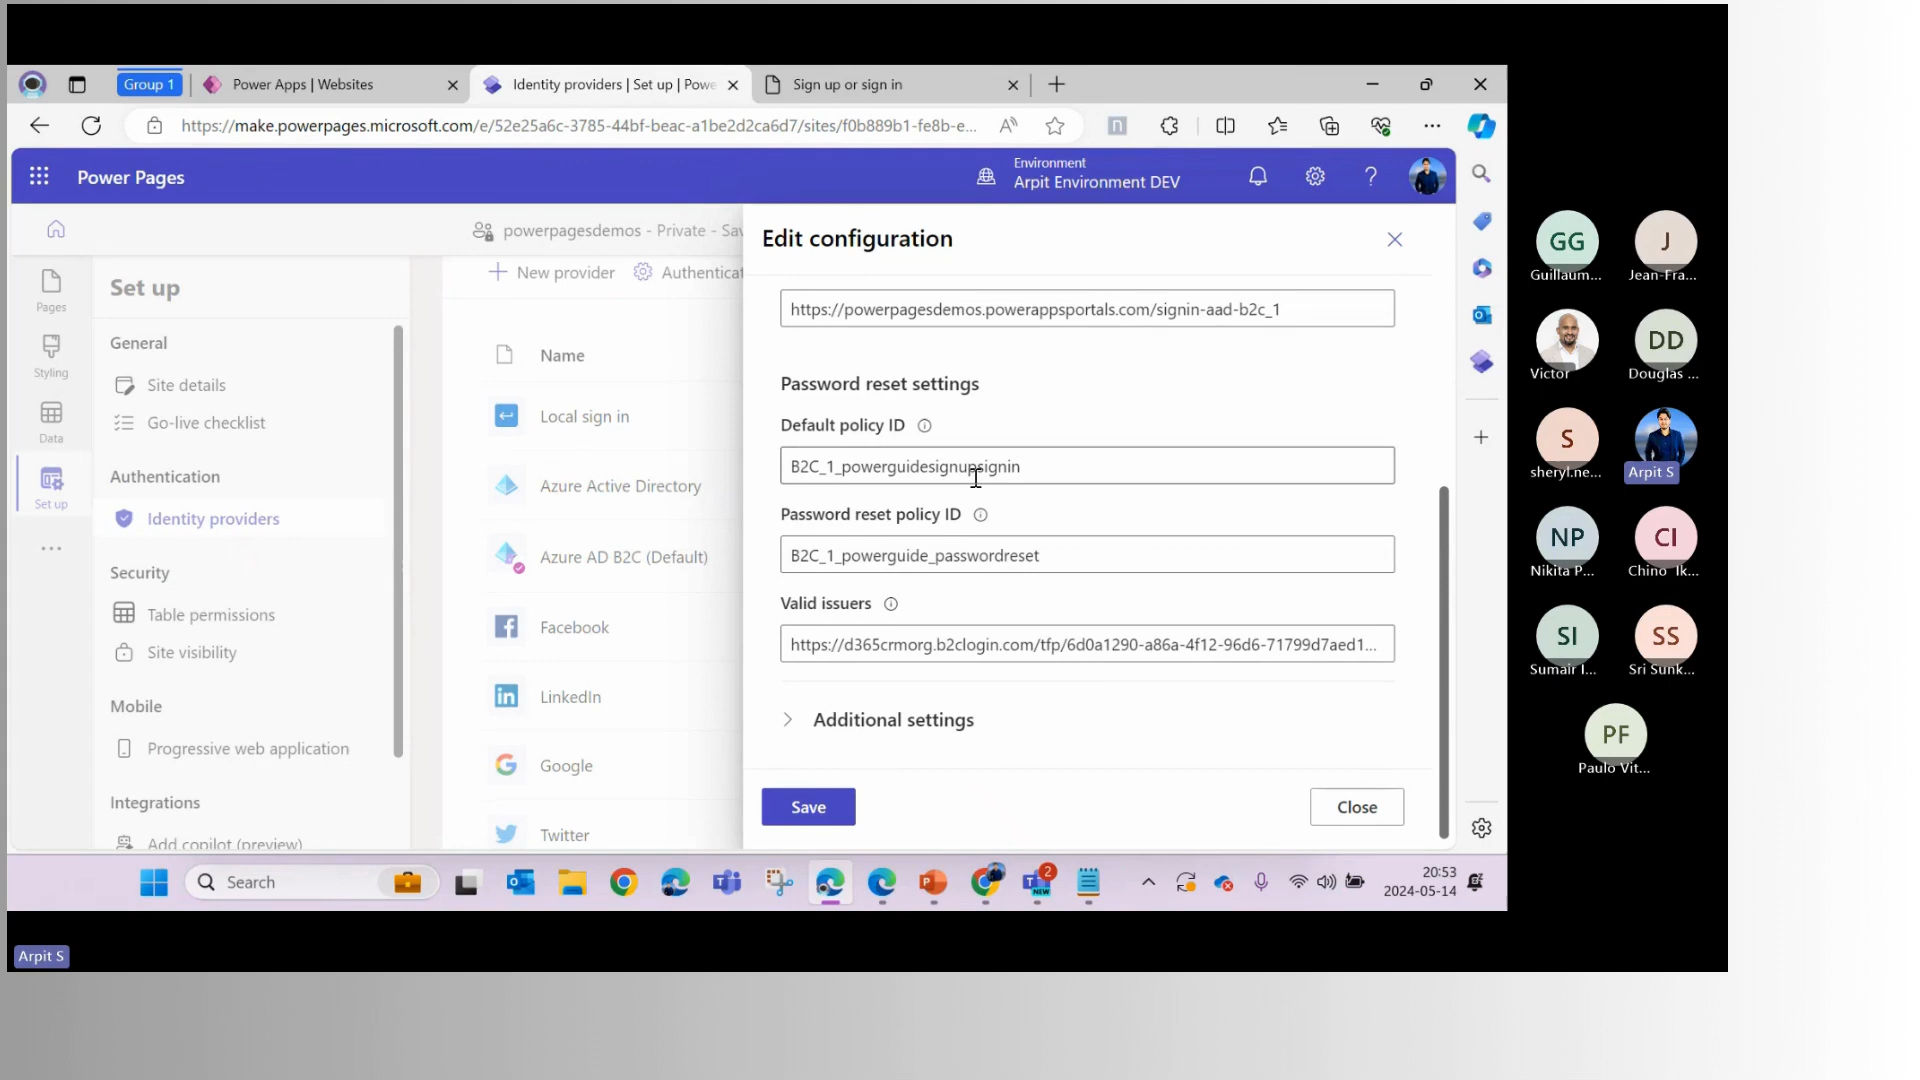 Group 1
Power Apps | Websites
Identity providers | Set up | Powe
Sign up or sign in
https://make.powerpages.microsoft.com/e/52e25a6c-3785-44bf-beac-a1be2d2ca6d7/sites/f0b889b1-fe8b-e...
Power Pages
Environment
Arpit Environment DEV
powerpagesdemos - Private - Sav
New provider
Authenticat
Pages
Styling
Data
Set up
Set up
General
Site details
Go-live checklist
Authentication
Identity providers
Security
Table permissions
Site visibility
Mobile
Progressive web application
Integrations
Add copilot (preview)
Name
Local sign in
Azure Active Directory
Azure AD B2C (Default)
Facebook
LinkedIn
Google
Twitter
Edit configuration
https://powerpagesdemos.powerappsportals.com/signin-aad-b2c_1
Password reset settings
Default policy ID
B2C_1_powerguidesignupsignin
Password reset policy ID
B2C_1_powerguide_passwordreset
Valid issuers
https://d365crmorg.b2clogin.com/tfp/6d0a1290-a86a-4f12-96d6-71799d7aed1...
Additional settings
Save
Close
GG
Guillaum...
J
Jean-Fra...
Victor
DD
Douglas ...
S
sheryl.ne...
Arpit S
NP
Nikita P...
CI
Chino Ik...
SI
Sumair I...
SS
Sri Sunk...
PF
Paulo Vit...
Search
NEW
2
20:53
2024-05-14
Arpit S